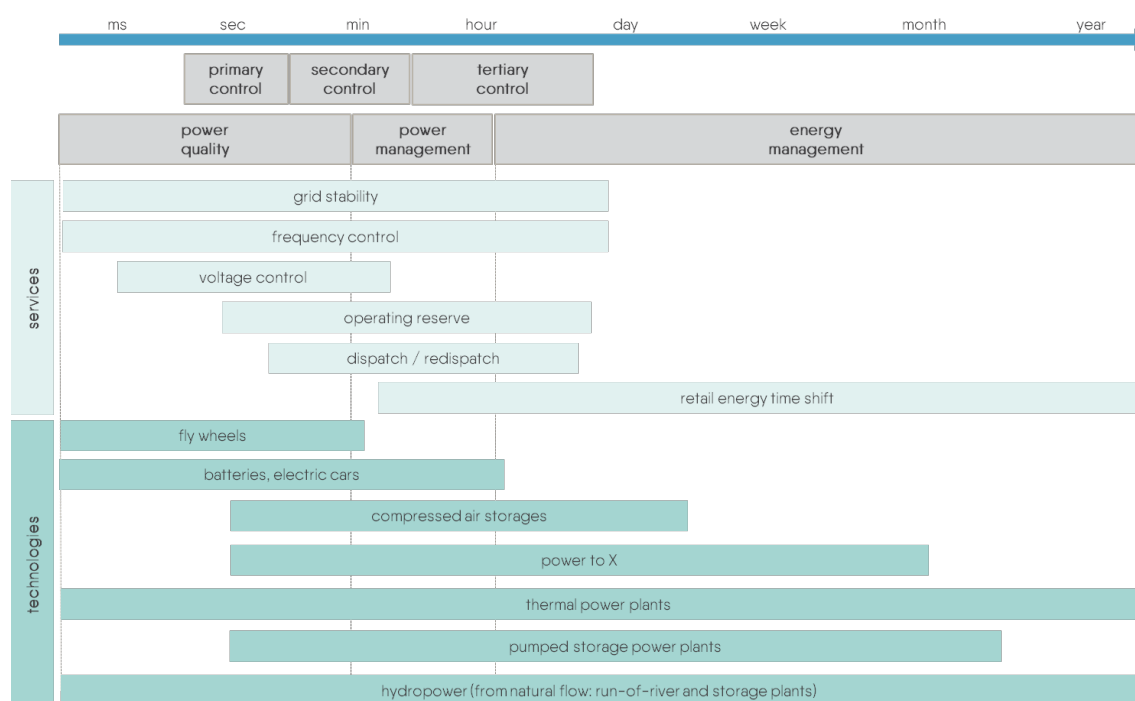 ms sec min hour day week month year
primary control
secondary control
tertiary control
power quality
power management
energy management
services
grid stability
frequency control
voltage control
operating reserve
dispatch / redispatch
retail energy time shift
technologies
fly wheels
batteries, electric cars
compressed air storages
power to X
thermal power plants
pumped storage power plants
hydropower (from natural flow: run-of-river and storage plants)